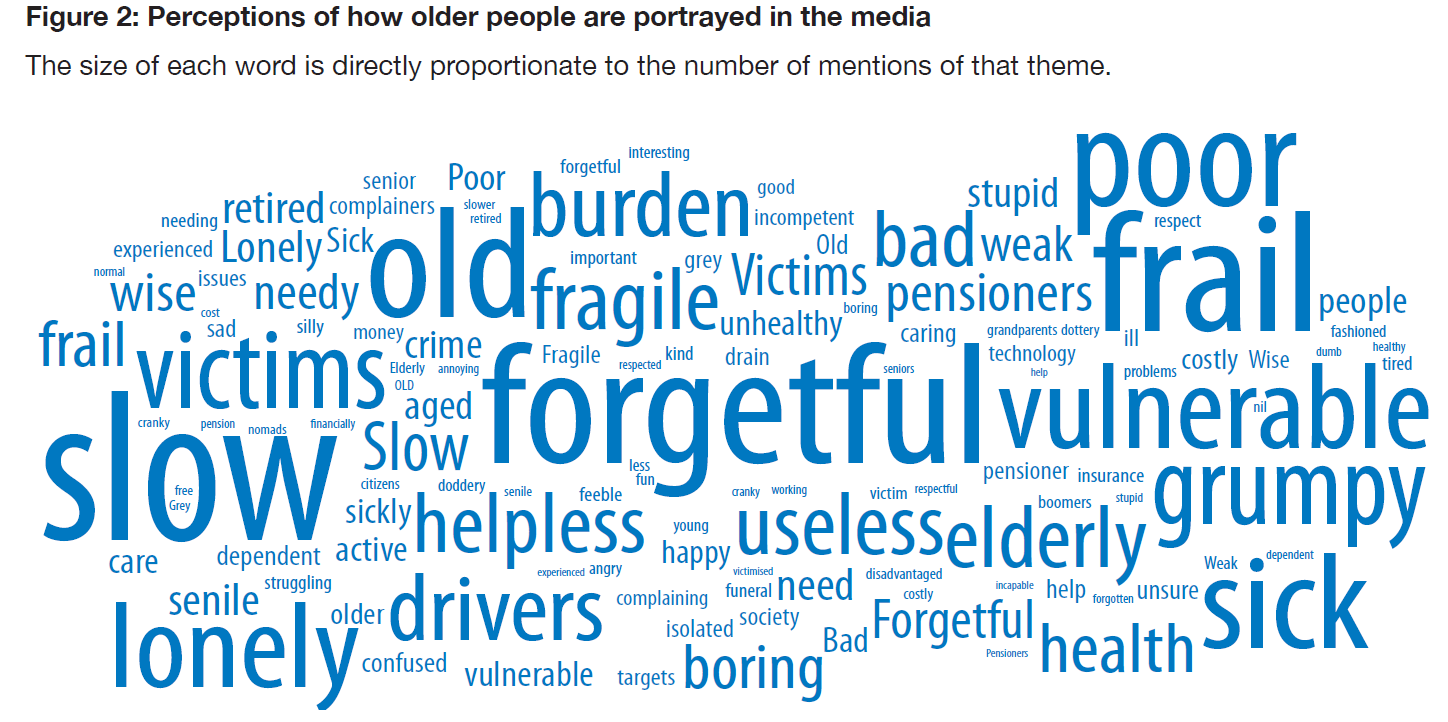 Figure 2: Perceptions of how older people are portrayed in the media
The size of each word is directly proportionate to the number of mentions of that theme.
interesting
forgetful
poor
senior
Poor
burden
good
stupid
retired
complainers
slower
retired
needing
old
incompetent
bad
weak
respect
frail
experienced
Lonely
Sick
important
grey
Victims
Old
normal
wise
issues
needy
fragile
pensioners
people
cost
sad
silly
money
unhealthy
boring
caring
grandparents
dottery
ill
fashioned
frail
victims
crime
Fragile
respected
kind
drain
technology
costly
Wise
dumb
healthy
tired
Elderly
annoying
OLD
forgetful
seniors
help
problems
vulnerable
nil
aged
slow
cranky
pension
nomads
financially
Slow
less
fun
pensioner
insurance
grumpy
free
Grey
citizens
doddery
senile
feeble
cranky
working
victim
respectful
boomers
stupid
sickly
helpless
young
useless
elderly
care
dependent
active
happy
Weak
dependent
sick
experienced
angry
victimised
disadvantaged
struggling
senile
older
drivers
complaining
funeral
need
costly
incapable
help
forgotten
unsure
lonely
isolated
society
Bad
Forgetful
Pensioners
health
confused
vulnerable
targets
boring